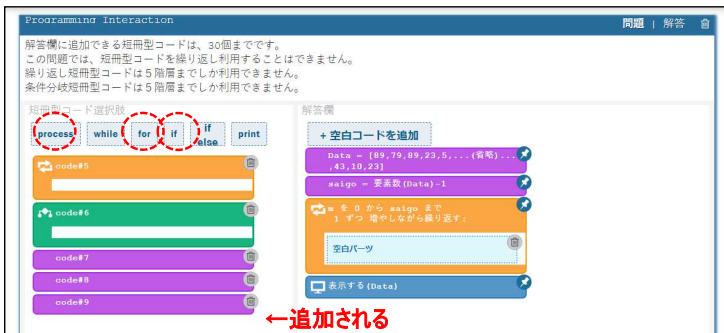 Programming Interaction
問題 | 解答
解答欄に追加できる短冊型コードは、30個までです。
この問題では、短冊型コードを繰り返し利用することはできません。
繰り返し短冊型コードは５階層までしか利用できません。
条件分岐短冊型コードは５階層までしか利用できません。
短冊型コード選択肢
process
while
for
if
if else
print
code#5
code#6
code#7
code#8
code#9
←追加される
解答欄
+ 空白コードを追加
Data = [89,79,89,23,5,...(省略)...
,43,10,23]
saigo = 要素数(Data)-1
m を 0 から saigo まで
1 ずつ 増やしながら繰り返す:
空白パーツ
表示する(Data)